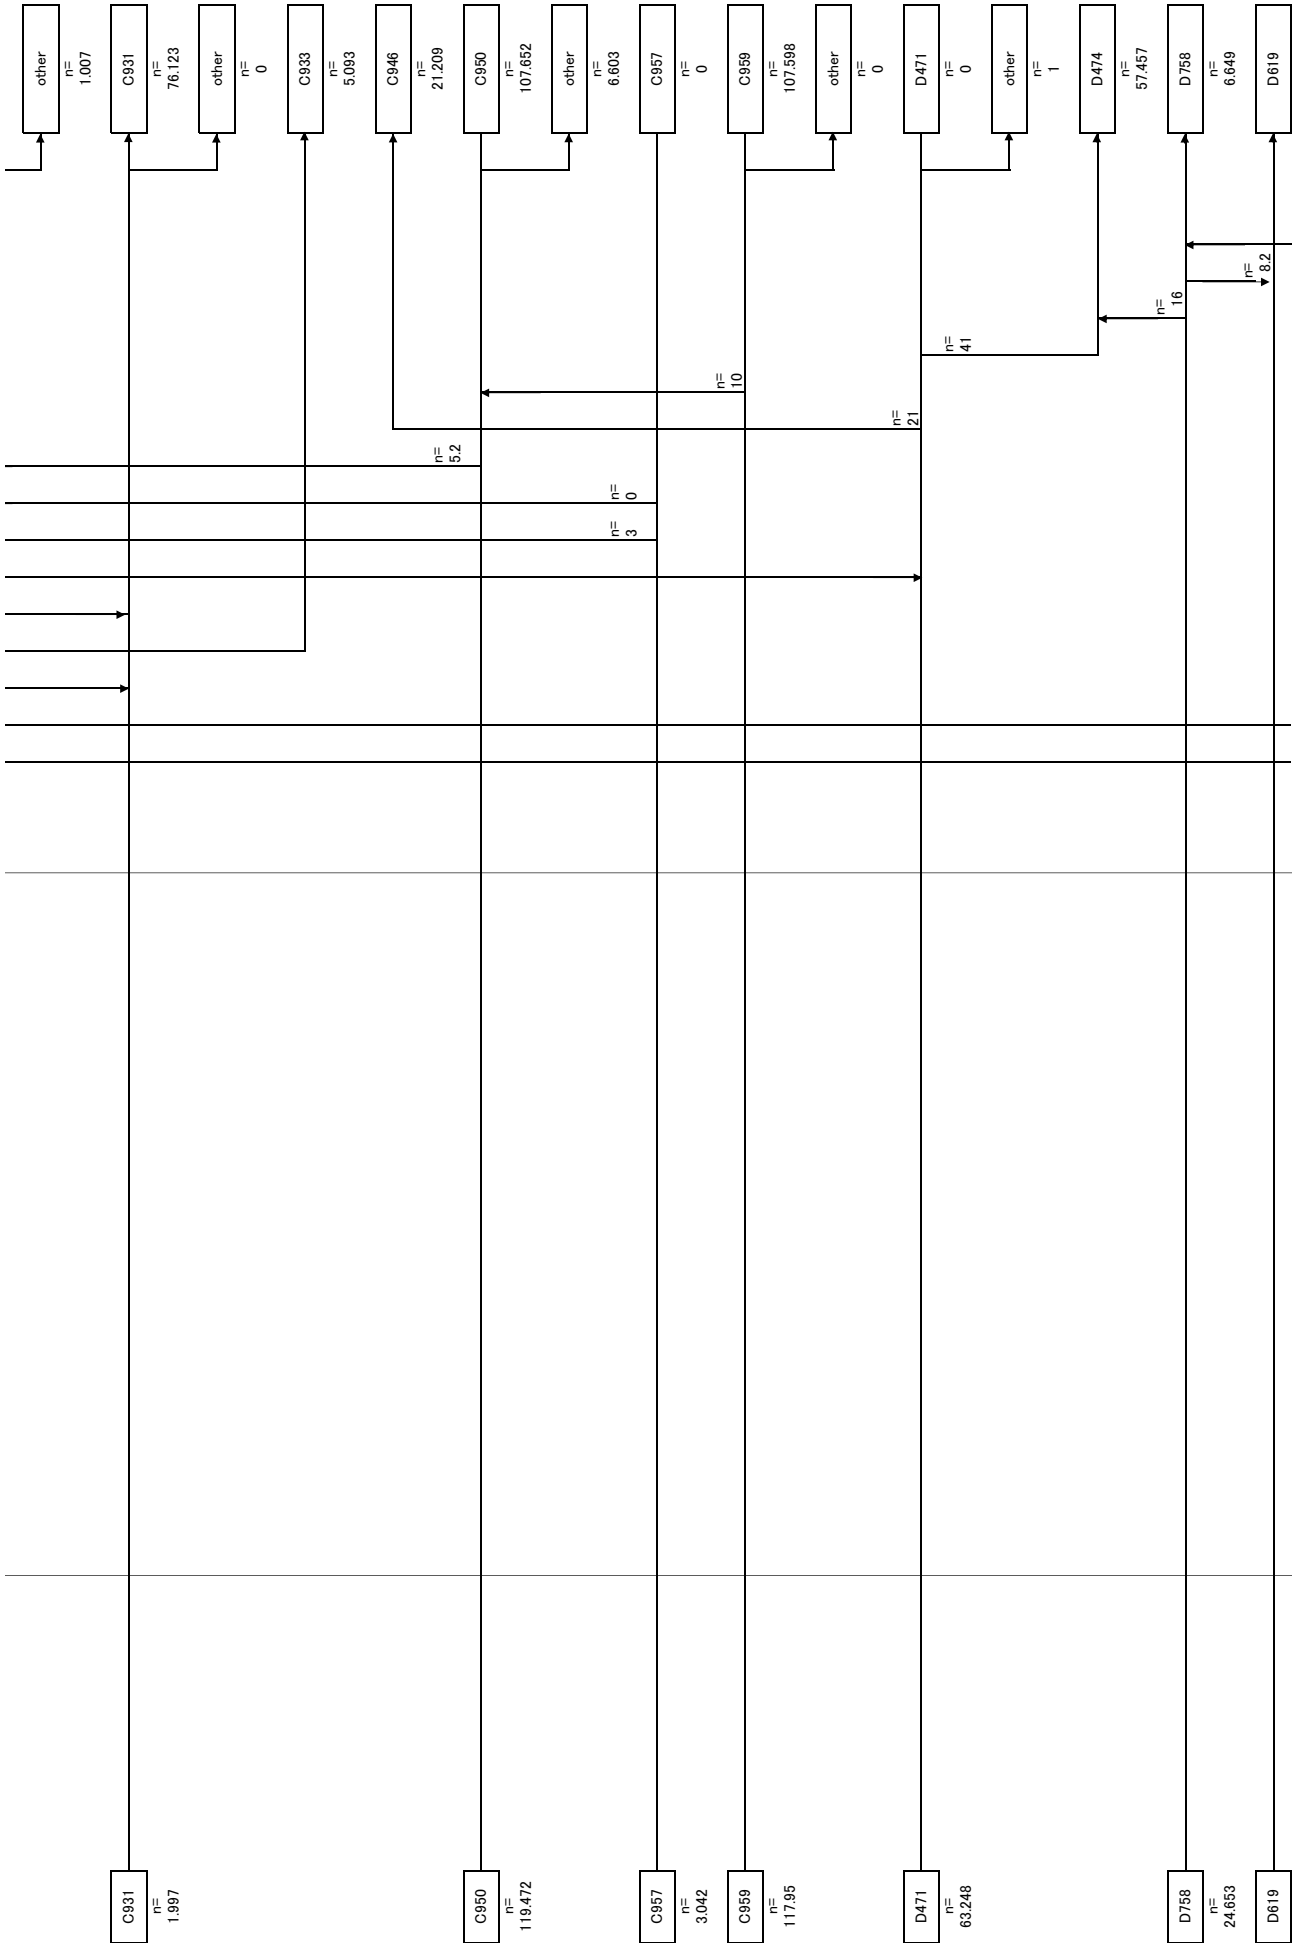 other
n=
1.007
C931
n=
76.123
other
n=
0
C933
n=
5.093
C946
n=
21.209
C950
n=
107.652
other
n=
6.603
C957
n=
0
C959
n=
107.598
other
n=
0
D471
n=
0
other
n=
1
D474
n=
57.457
D758
n=
6.649
D619
n=
8.2
n=
16
n=
41
n=
10
n=
21
n=
5.2
n=
0
n=
3
C931
n=
1.997
C950
n=
119.472
C957
n=
3.042
C959
n=
117.95
D471
n=
63.248
D758
n=
24.653
D619